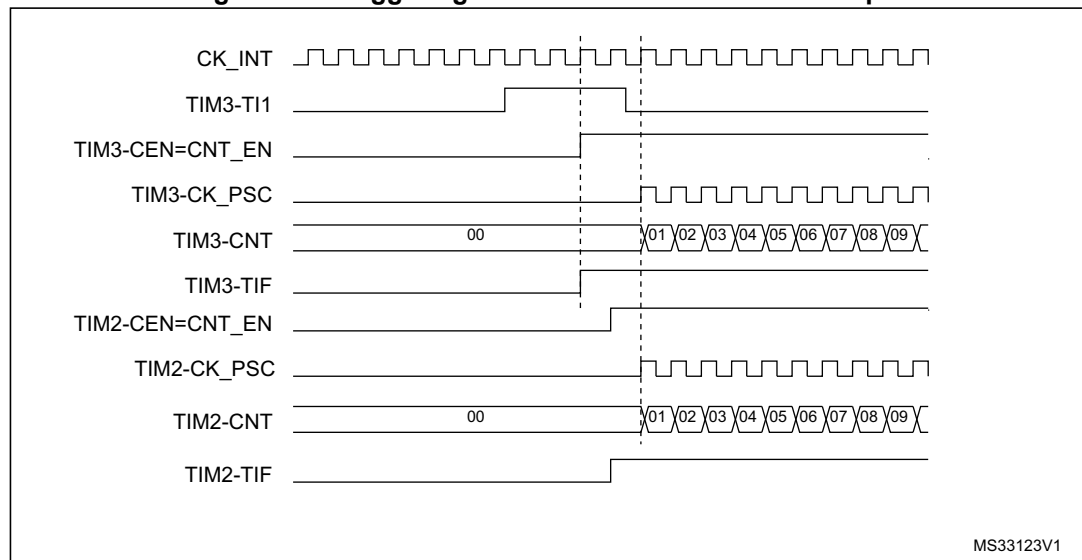 CK_INT
TIM3-TI1
TIM3-CEN=CNT_EN
TIM3-CK_PSC
TIM3-CNT 00 01 02 03 04 05 06 07 08 09
TIM3-TIF
TIM2-CEN=CNT_EN
TIM2-CK_PSC
TIM2-CNT 00 01 02 03 04 05 06 07 08 09
TIM2-TIF
MS33123V1